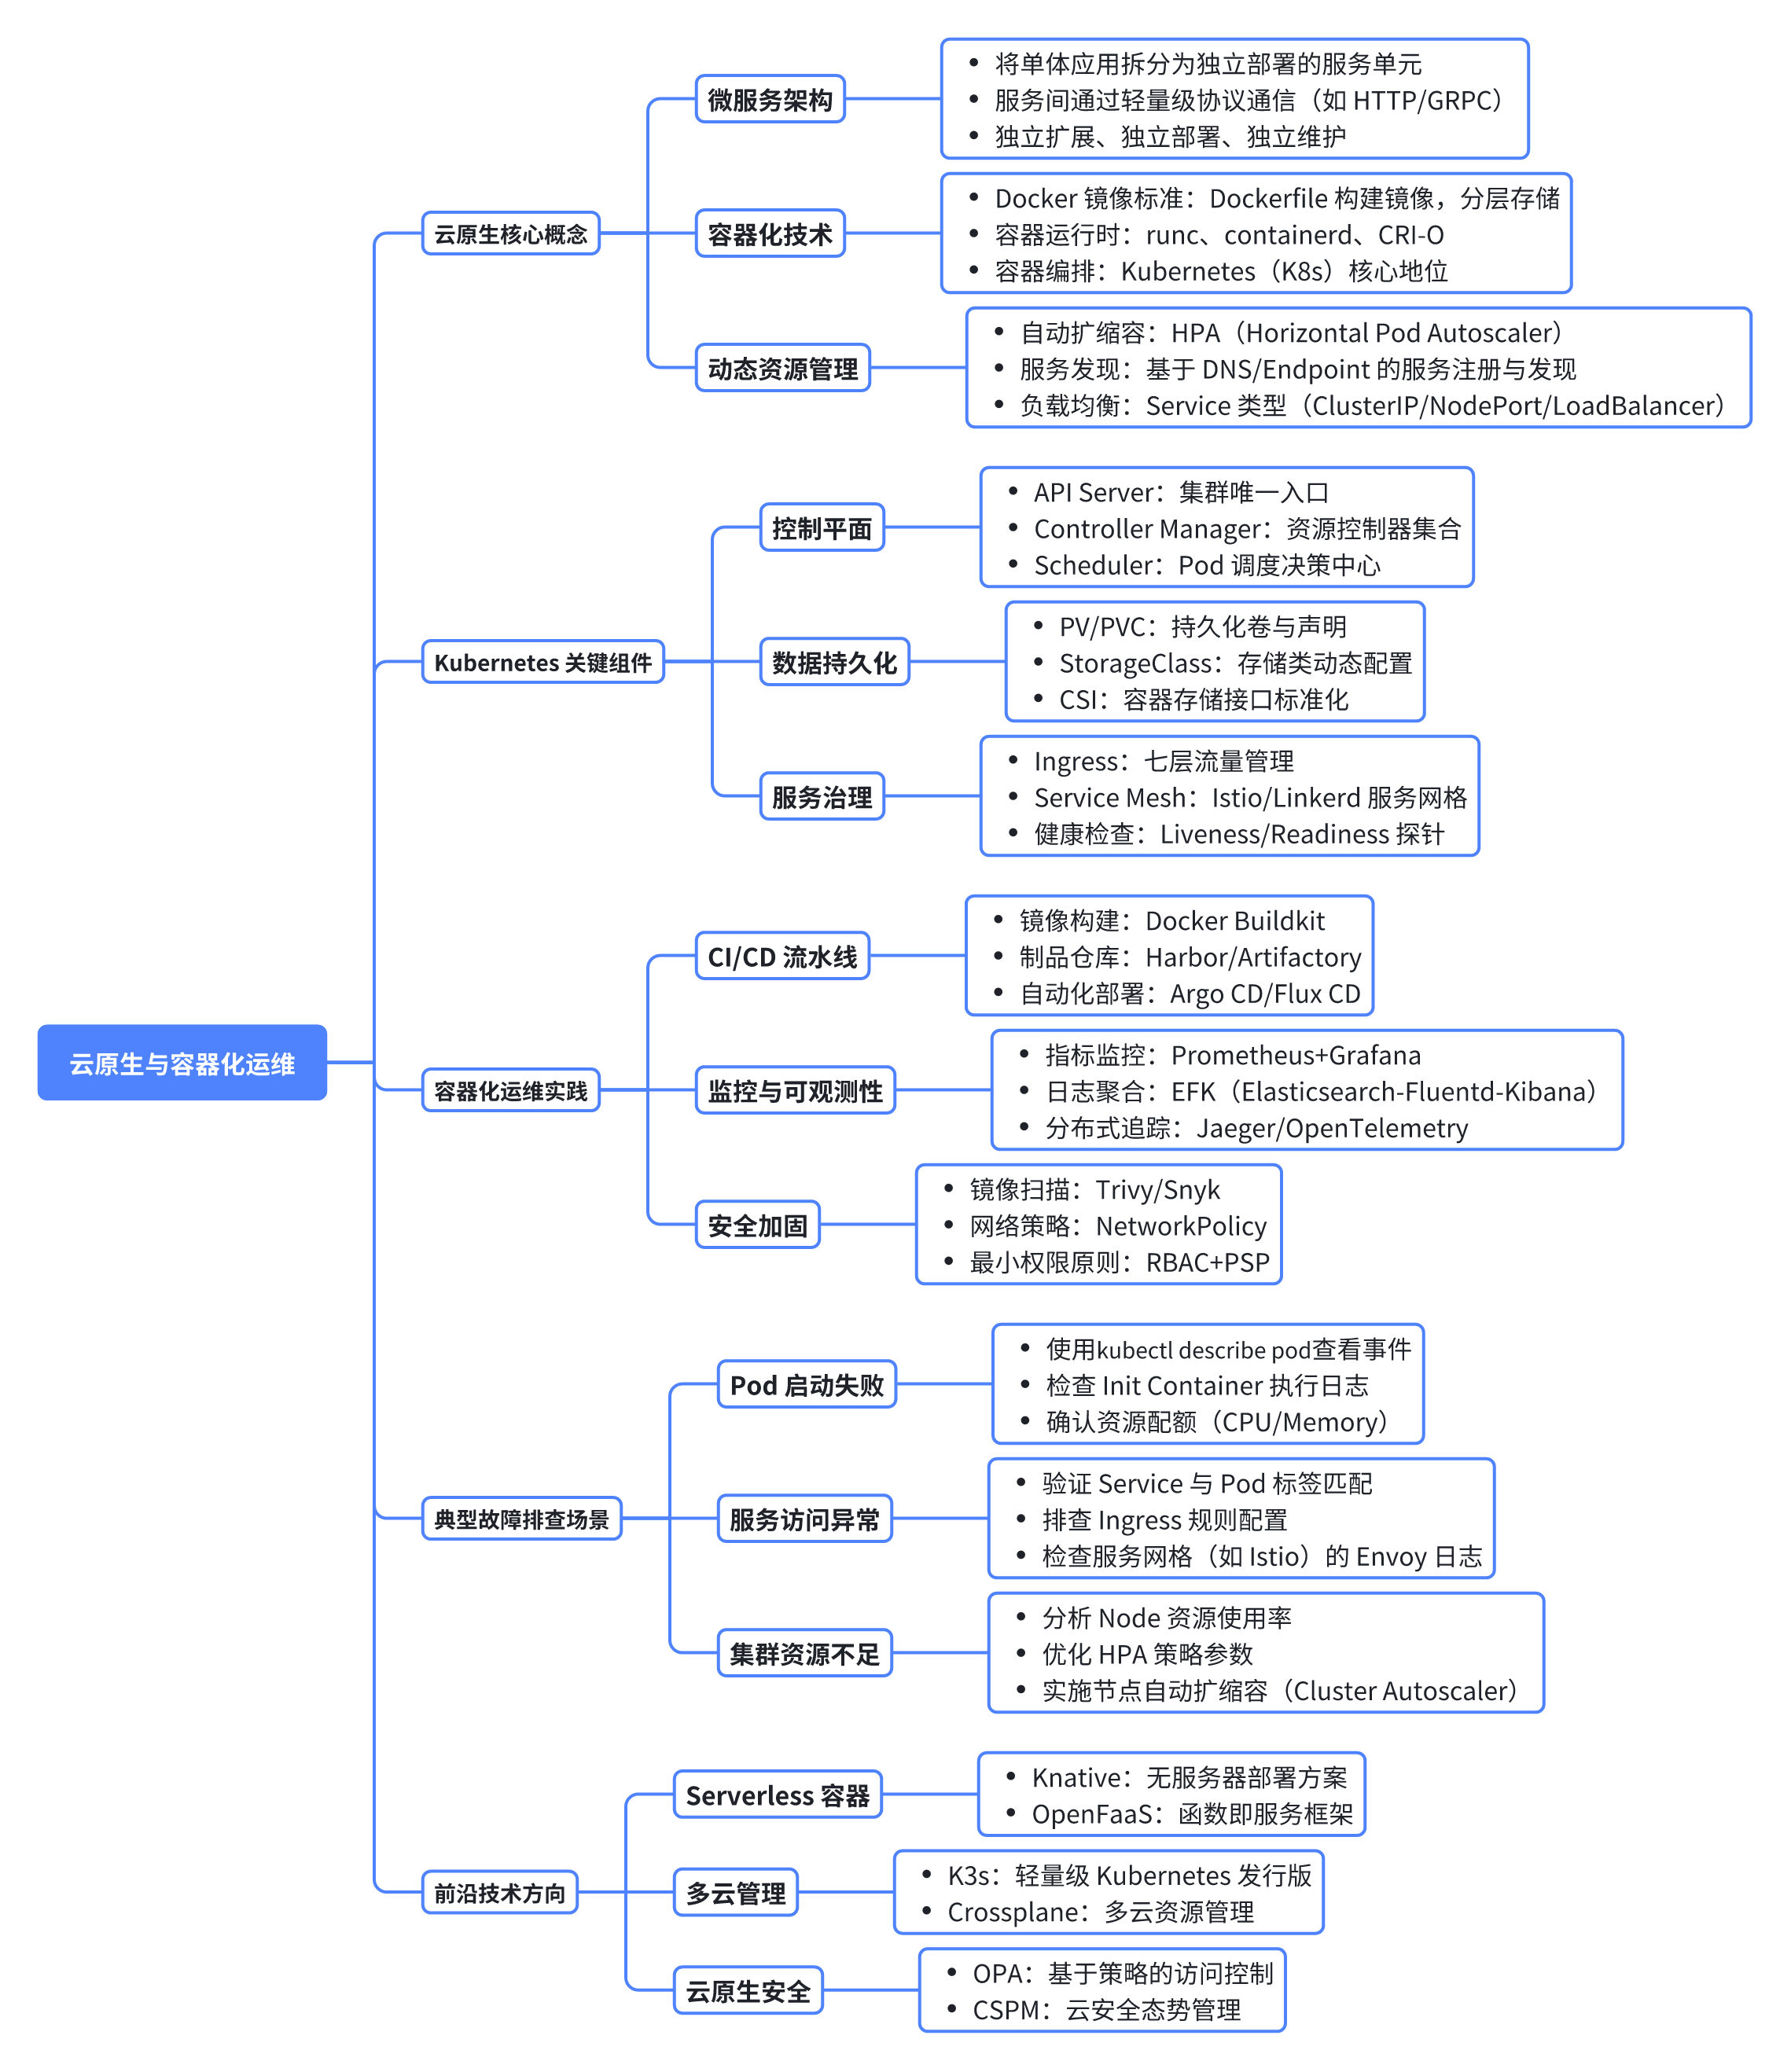 云原生与容器化运维
云原生核心概念
微服务架构
• 将单体应用拆分为独立部署的服务单元
• 服务间通过轻量级协议通信（如 HTTP/GRPC）
• 独立扩展、独立部署、独立维护
容器化技术
• Docker 镜像标准：Dockerfile 构建镜像，分层存储
• 容器运行时：runc、containerd、CRI-O
• 容器编排：Kubernetes（K8s）核心地位
动态资源管理
• 自动扩缩容：HPA（Horizontal Pod Autoscaler）
• 服务发现：基于 DNS/Endpoint 的服务注册与发现
• 负载均衡：Service 类型（ClusterIP/NodePort/LoadBalancer）
Kubernetes 关键组件
控制平面
• API Server：集群唯一入口
• Controller Manager：资源控制器集合
• Scheduler：Pod 调度决策中心
数据持久化
• PV/PVC：持久化卷与声明
• StorageClass：存储类动态配置
• CSI：容器存储接口标准化
服务治理
• Ingress：七层流量管理
• Service Mesh：Istio/Linkerd 服务网格
• 健康检查：Liveness/Readiness 探针
容器化运维实践
CI/CD 流水线
• 镜像构建：Docker Buildkit
• 制品仓库：Harbor/Artifactory
• 自动化部署：Argo CD/Flux CD
监控与可观测性
• 指标监控：Prometheus+Grafana
• 日志聚合：EFK（Elasticsearch-Fluentd-Kibana）
• 分布式追踪：Jaeger/OpenTelemetry
安全加固
• 镜像扫描：Trivy/Snyk
• 网络策略：NetworkPolicy
• 最小权限原则：RBAC+PSP
典型故障排查场景
Pod 启动失败
• 使用kubectl describe pod查看事件
• 检查 Init Container 执行日志
• 确认资源配额（CPU/Memory）
服务访问异常
• 验证 Service 与 Pod 标签匹配
• 排查 Ingress 规则配置
• 检查服务网格（如 Istio）的 Envoy 日志
集群资源不足
• 分析 Node 资源使用率
• 优化 HPA 策略参数
• 实施节点自动扩缩容（Cluster Autoscaler）
前沿技术方向
Serverless 容器
• Knative：无服务器部署方案
• OpenFaaS：函数即服务框架
多云管理
• K3s：轻量级 Kubernetes 发行版
• Crossplane：多云资源管理
云原生安全
• OPA：基于策略的访问控制
• CSPM：云安全态势管理